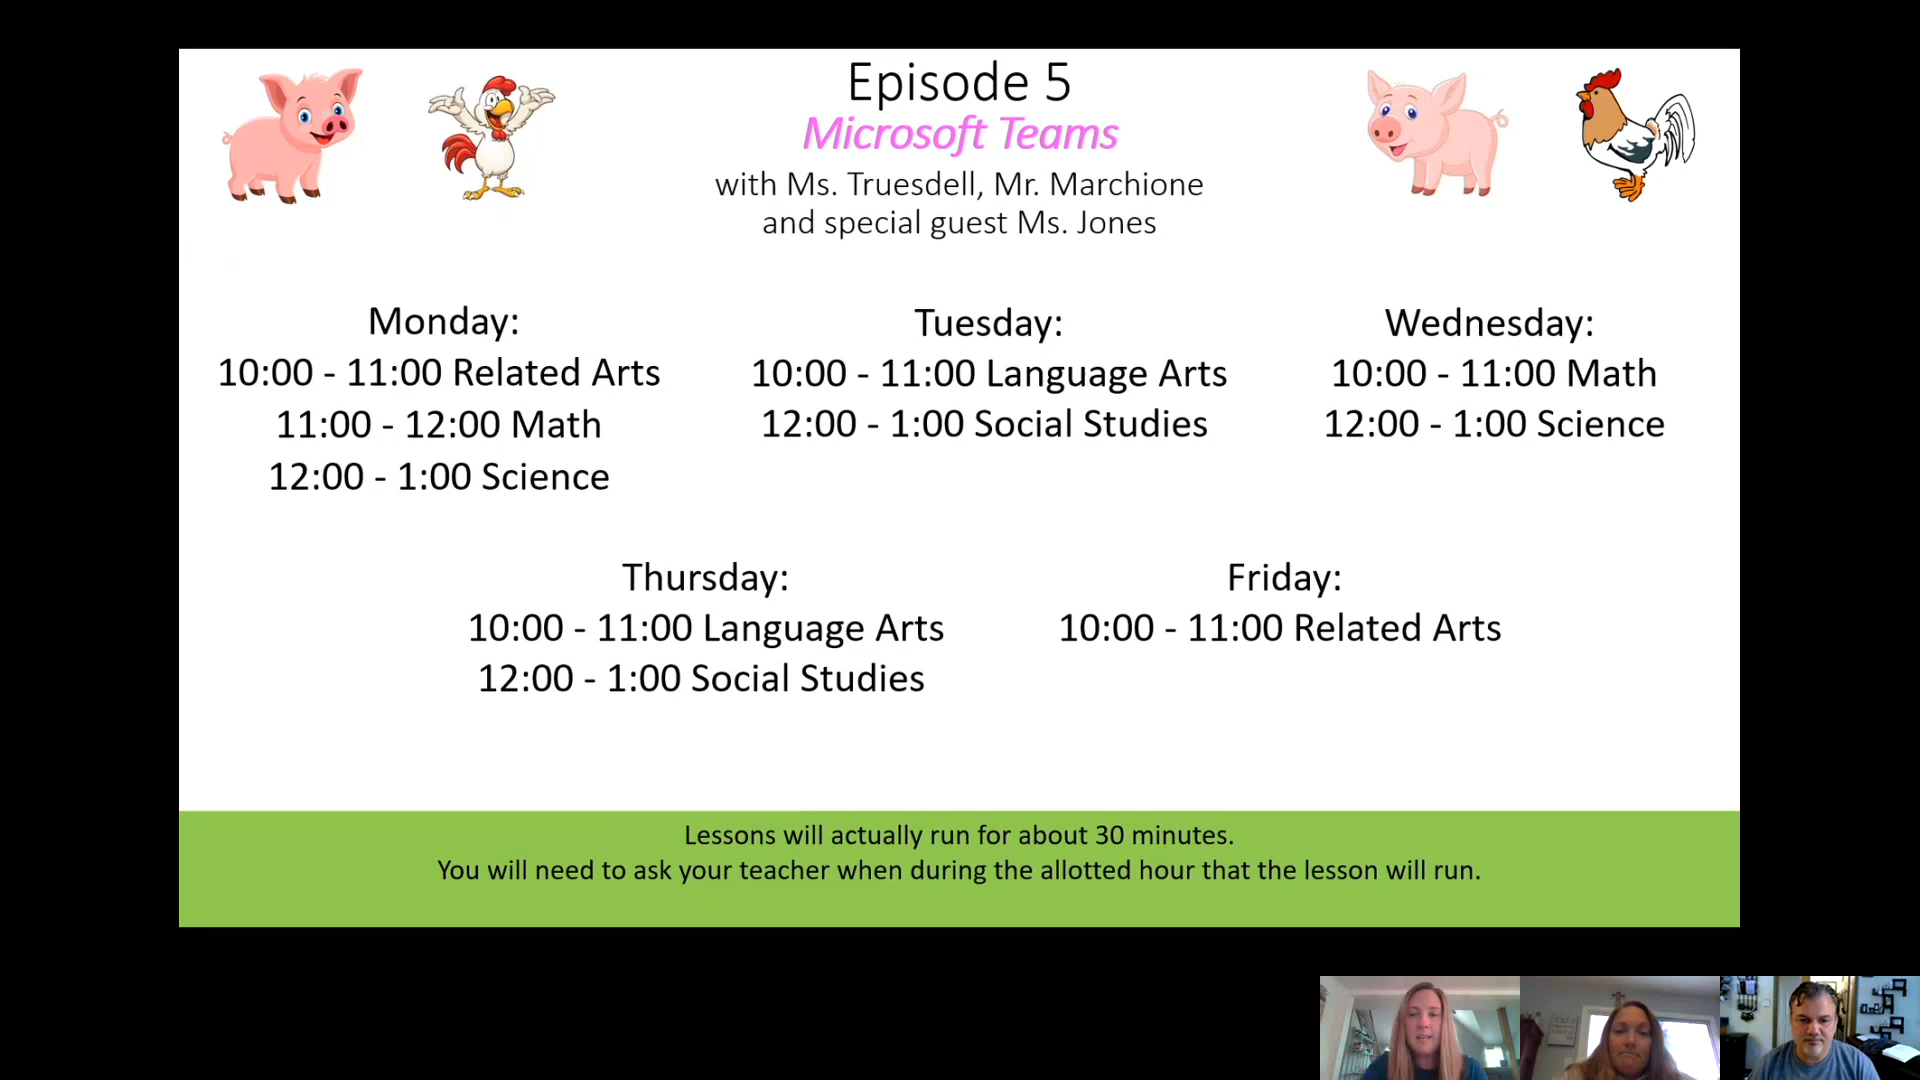 Episode 5
Microsoft Teams
with Ms. Truesdell, Mr. Marchione
and special guest Ms. Jones
Monday:
10:00 - 11:00 Related Arts
11:00 - 12:00 Math
12:00 - 1:00 Science
Tuesday:
10:00 - 11:00 Language Arts
12:00 - 1:00 Social Studies
Wednesday:
10:00 - 11:00 Math
12:00 - 1:00 Science
Thursday:
10:00 - 11:00 Language Arts
12:00 - 1:00 Social Studies
Friday:
10:00 - 11:00 Related Arts
Lessons will actually run for about 30 minutes.
You will need to ask your teacher when during the allotted hour that the lesson will run.